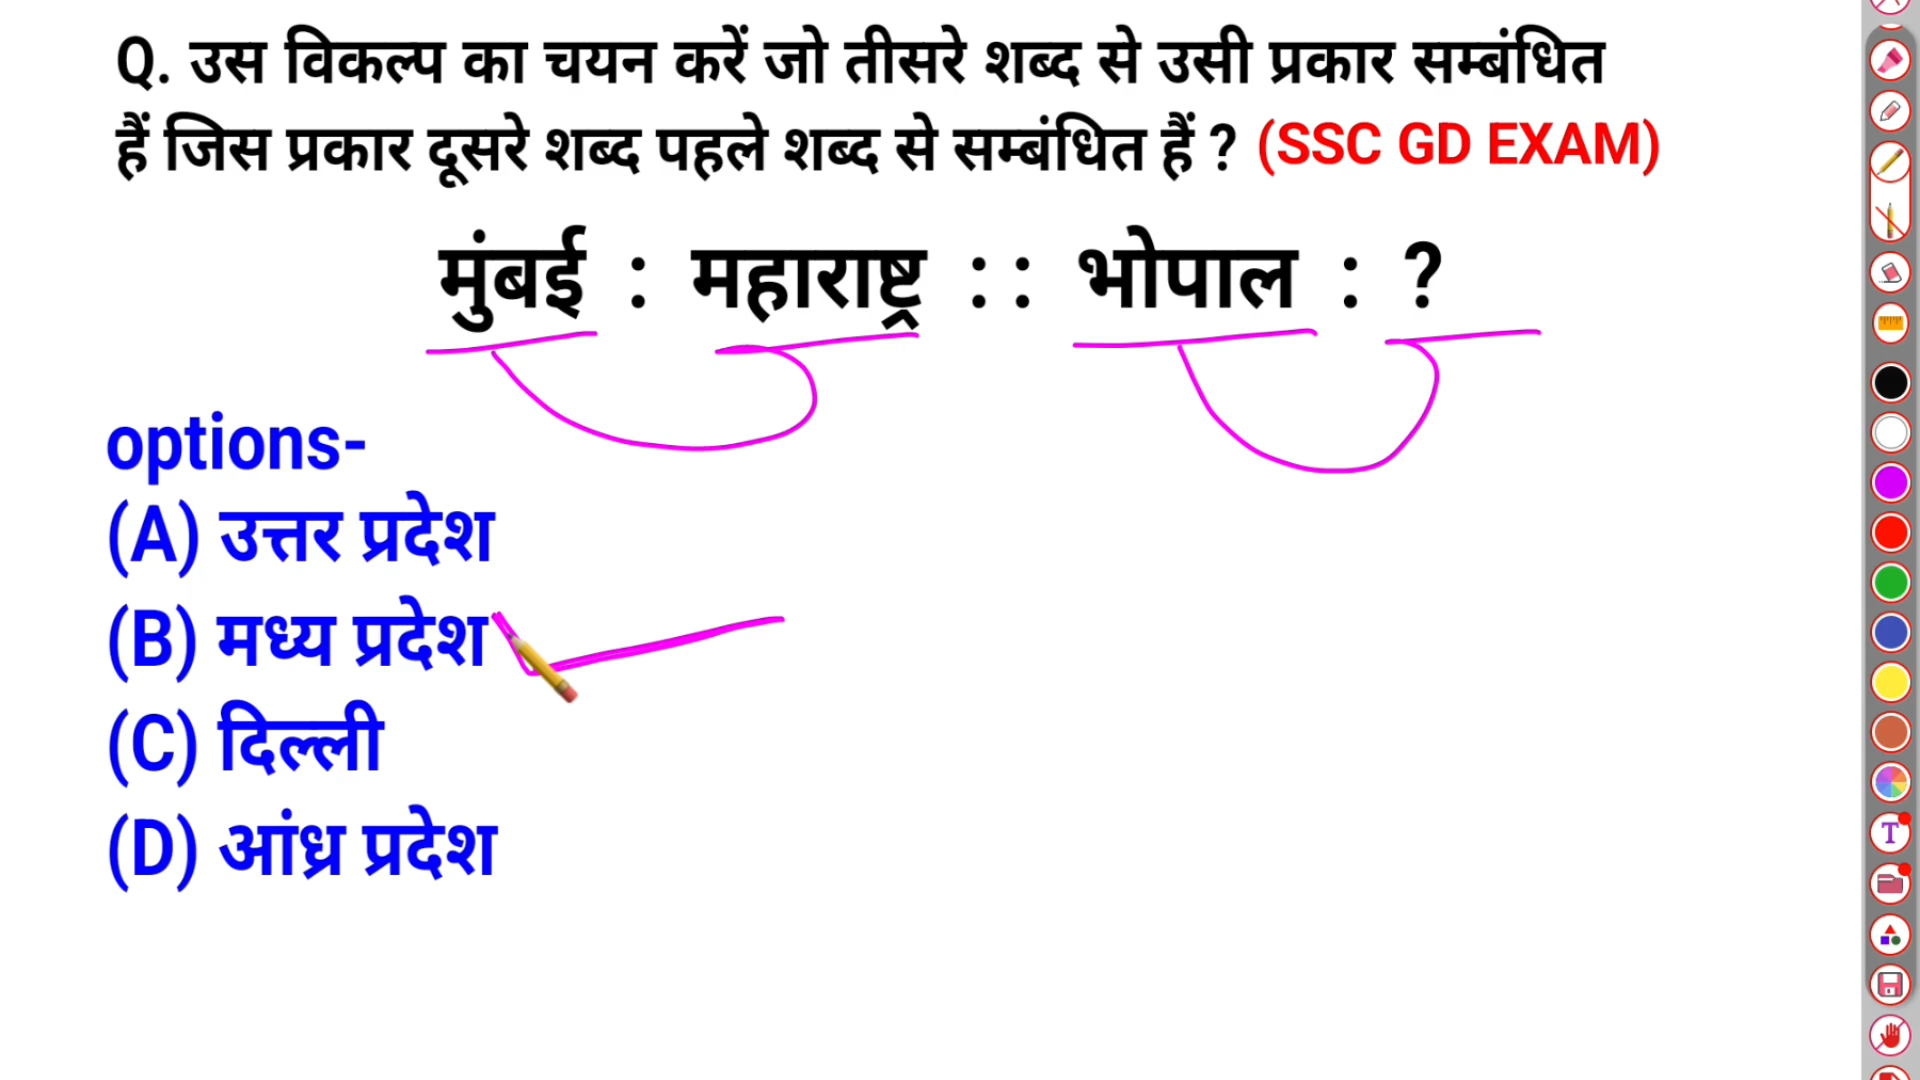 Q. उस विकल्प का चयन करें जो तीसरे शब्द से उसी प्रकार सम्बंधित
हैं जिस प्रकार दूसरे शब्द पहले शब्द से सम्बंधित हैं ? (SSC GD EXAM)
मुंबई : महाराष्ट्र : : भोपाल : ?
options-
(A) उत्तर प्रदेश
(B) मध्य प्रदेश
(C) दिल्ली
(D) आंध्र प्रदेश
T